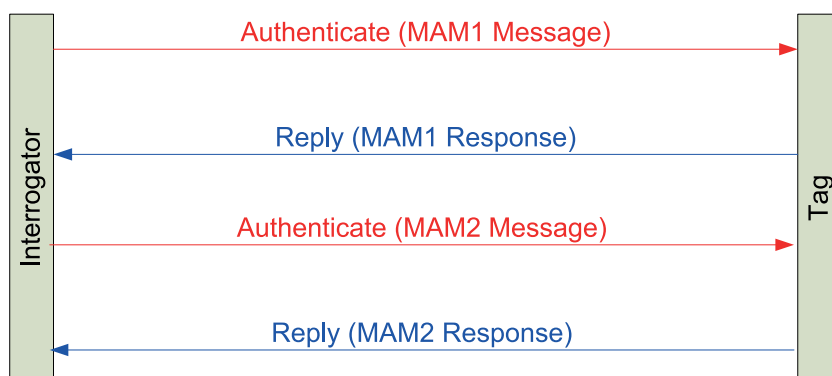 Authenticate (MAM1 Message)
Reply (MAM1 Response)
Authenticate (MAM2 Message)
Reply (MAM2 Response)
Interrogator
Tag